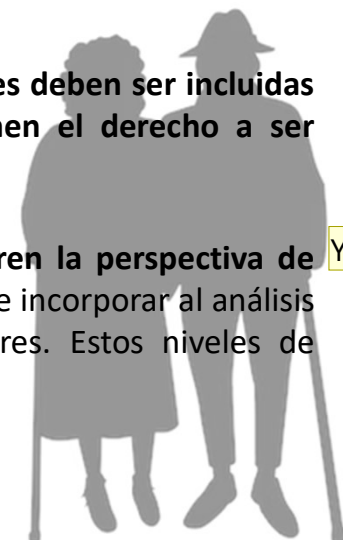 es deben ser incluidas
nen el derecho a ser
ren la perspectiva de
e incorporar al análisis
res. Estos niveles de
Y